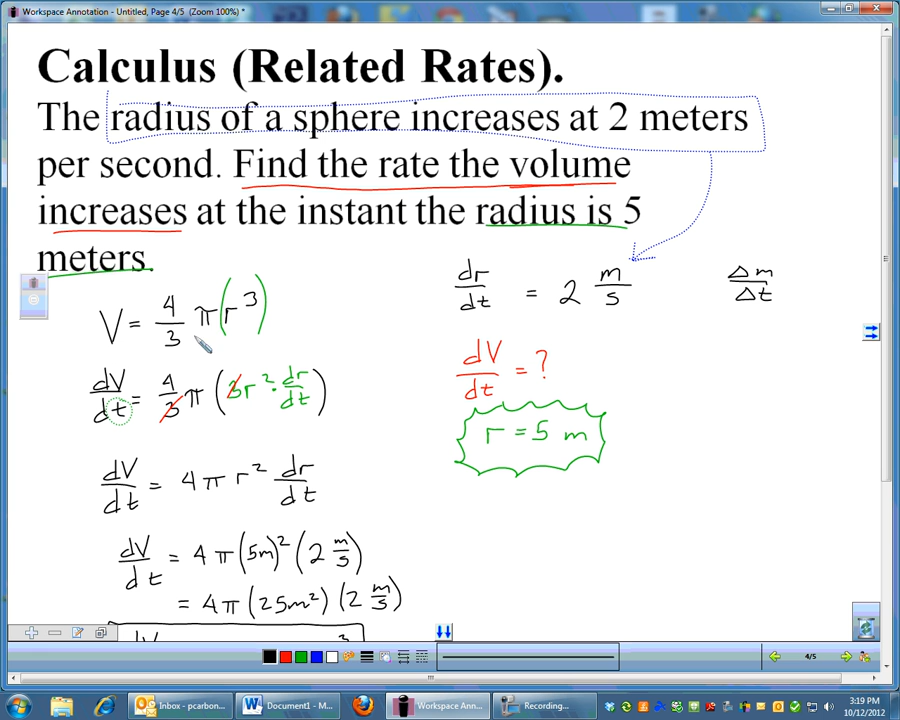 Workspace Annotation - Untitled, Page 4/5 (Zoom 100%) *
Calculus (Related Rates).
The radius of a sphere increases at 2 meters
per second. Find the rate the volume
increases at the instant the radius is 5
meters.
V = 4/3 π (r³)
dV/dt = 4/3 π (3r² · dr/dt)
dV/dt = 4πr² dr/dt
dV/dt = 4π(5m)² (2 m/s)
= 4π(25m²)(2 m/s)
dr/dt = 2 m/s
Δm/Δt
dV/dt = ?
r = 5 m
4/5
Inbox - pcarbon...
Document1 - M...
Workspace Ann...
Recording...
3:19 PM
10/12/2012